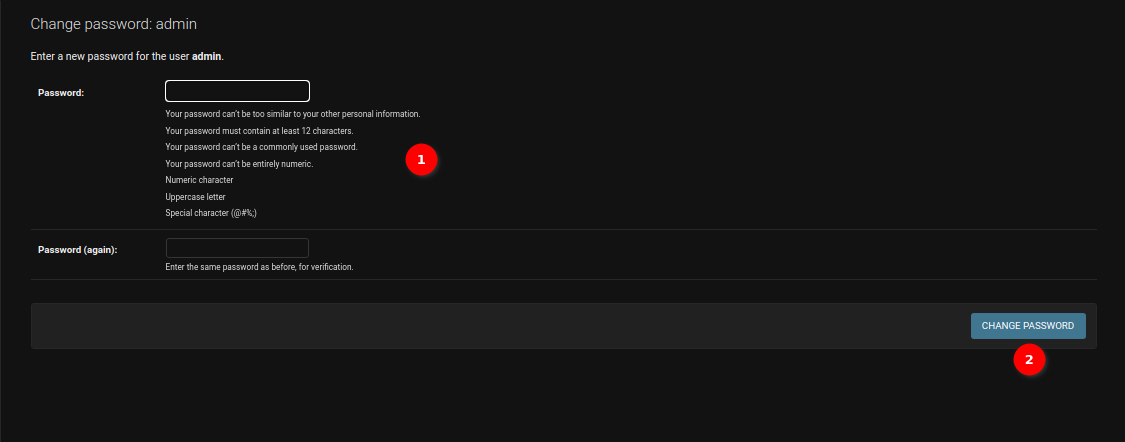 Change password: admin
Enter a new password for the user admin.
Password:
Your password can't be too similar to your other personal information.
Your password must contain at least 12 characters.
Your password can't be a commonly used password.
1
Your password can't be entirely numeric.
Numeric character
Uppercase letter
Special character (@#%;)
Password (again):
Enter the same password as before, for verification.
CHANGE PASSWORD
2